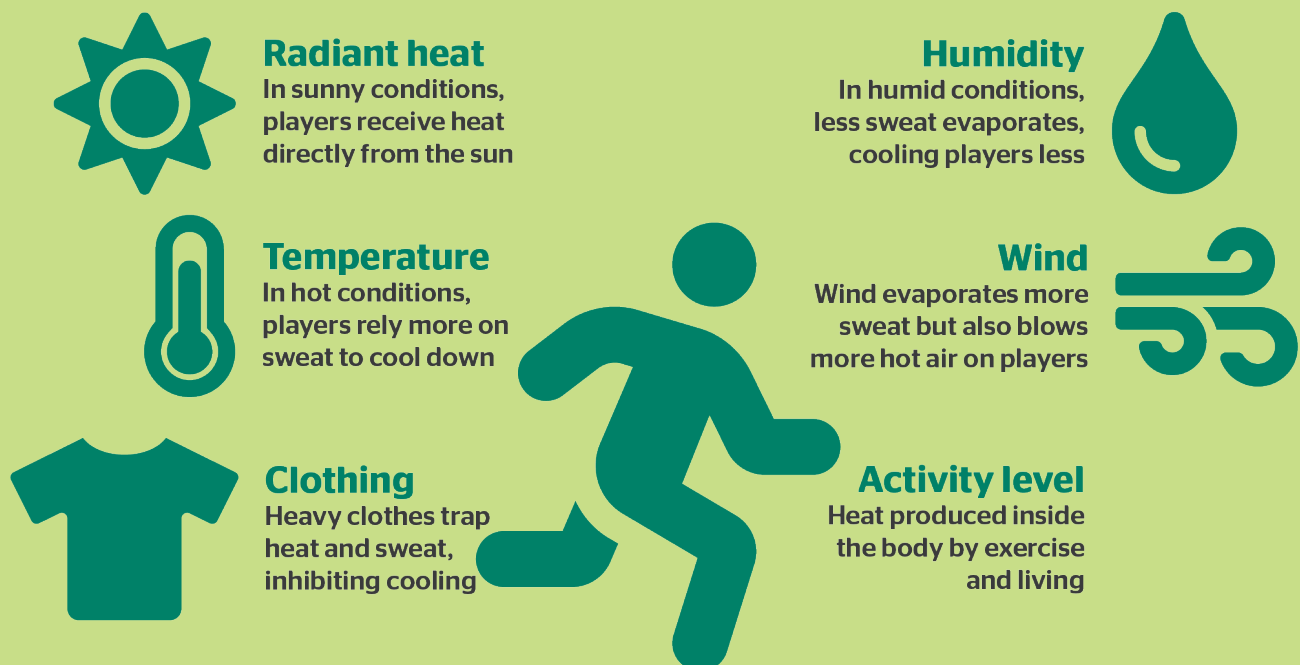 Radiant heat
In sunny conditions,
players receive heat
directly from the sun
Humidity
In humid conditions,
less sweat evaporates,
cooling players less
Temperature
In hot conditions,
players rely more on
sweat to cool down
Wind
Wind evaporates more
sweat but also blows
more hot air on players
Clothing
Heavy clothes trap
heat and sweat,
inhibiting cooling
Activity level
Heat produced inside
the body by exercise
and living